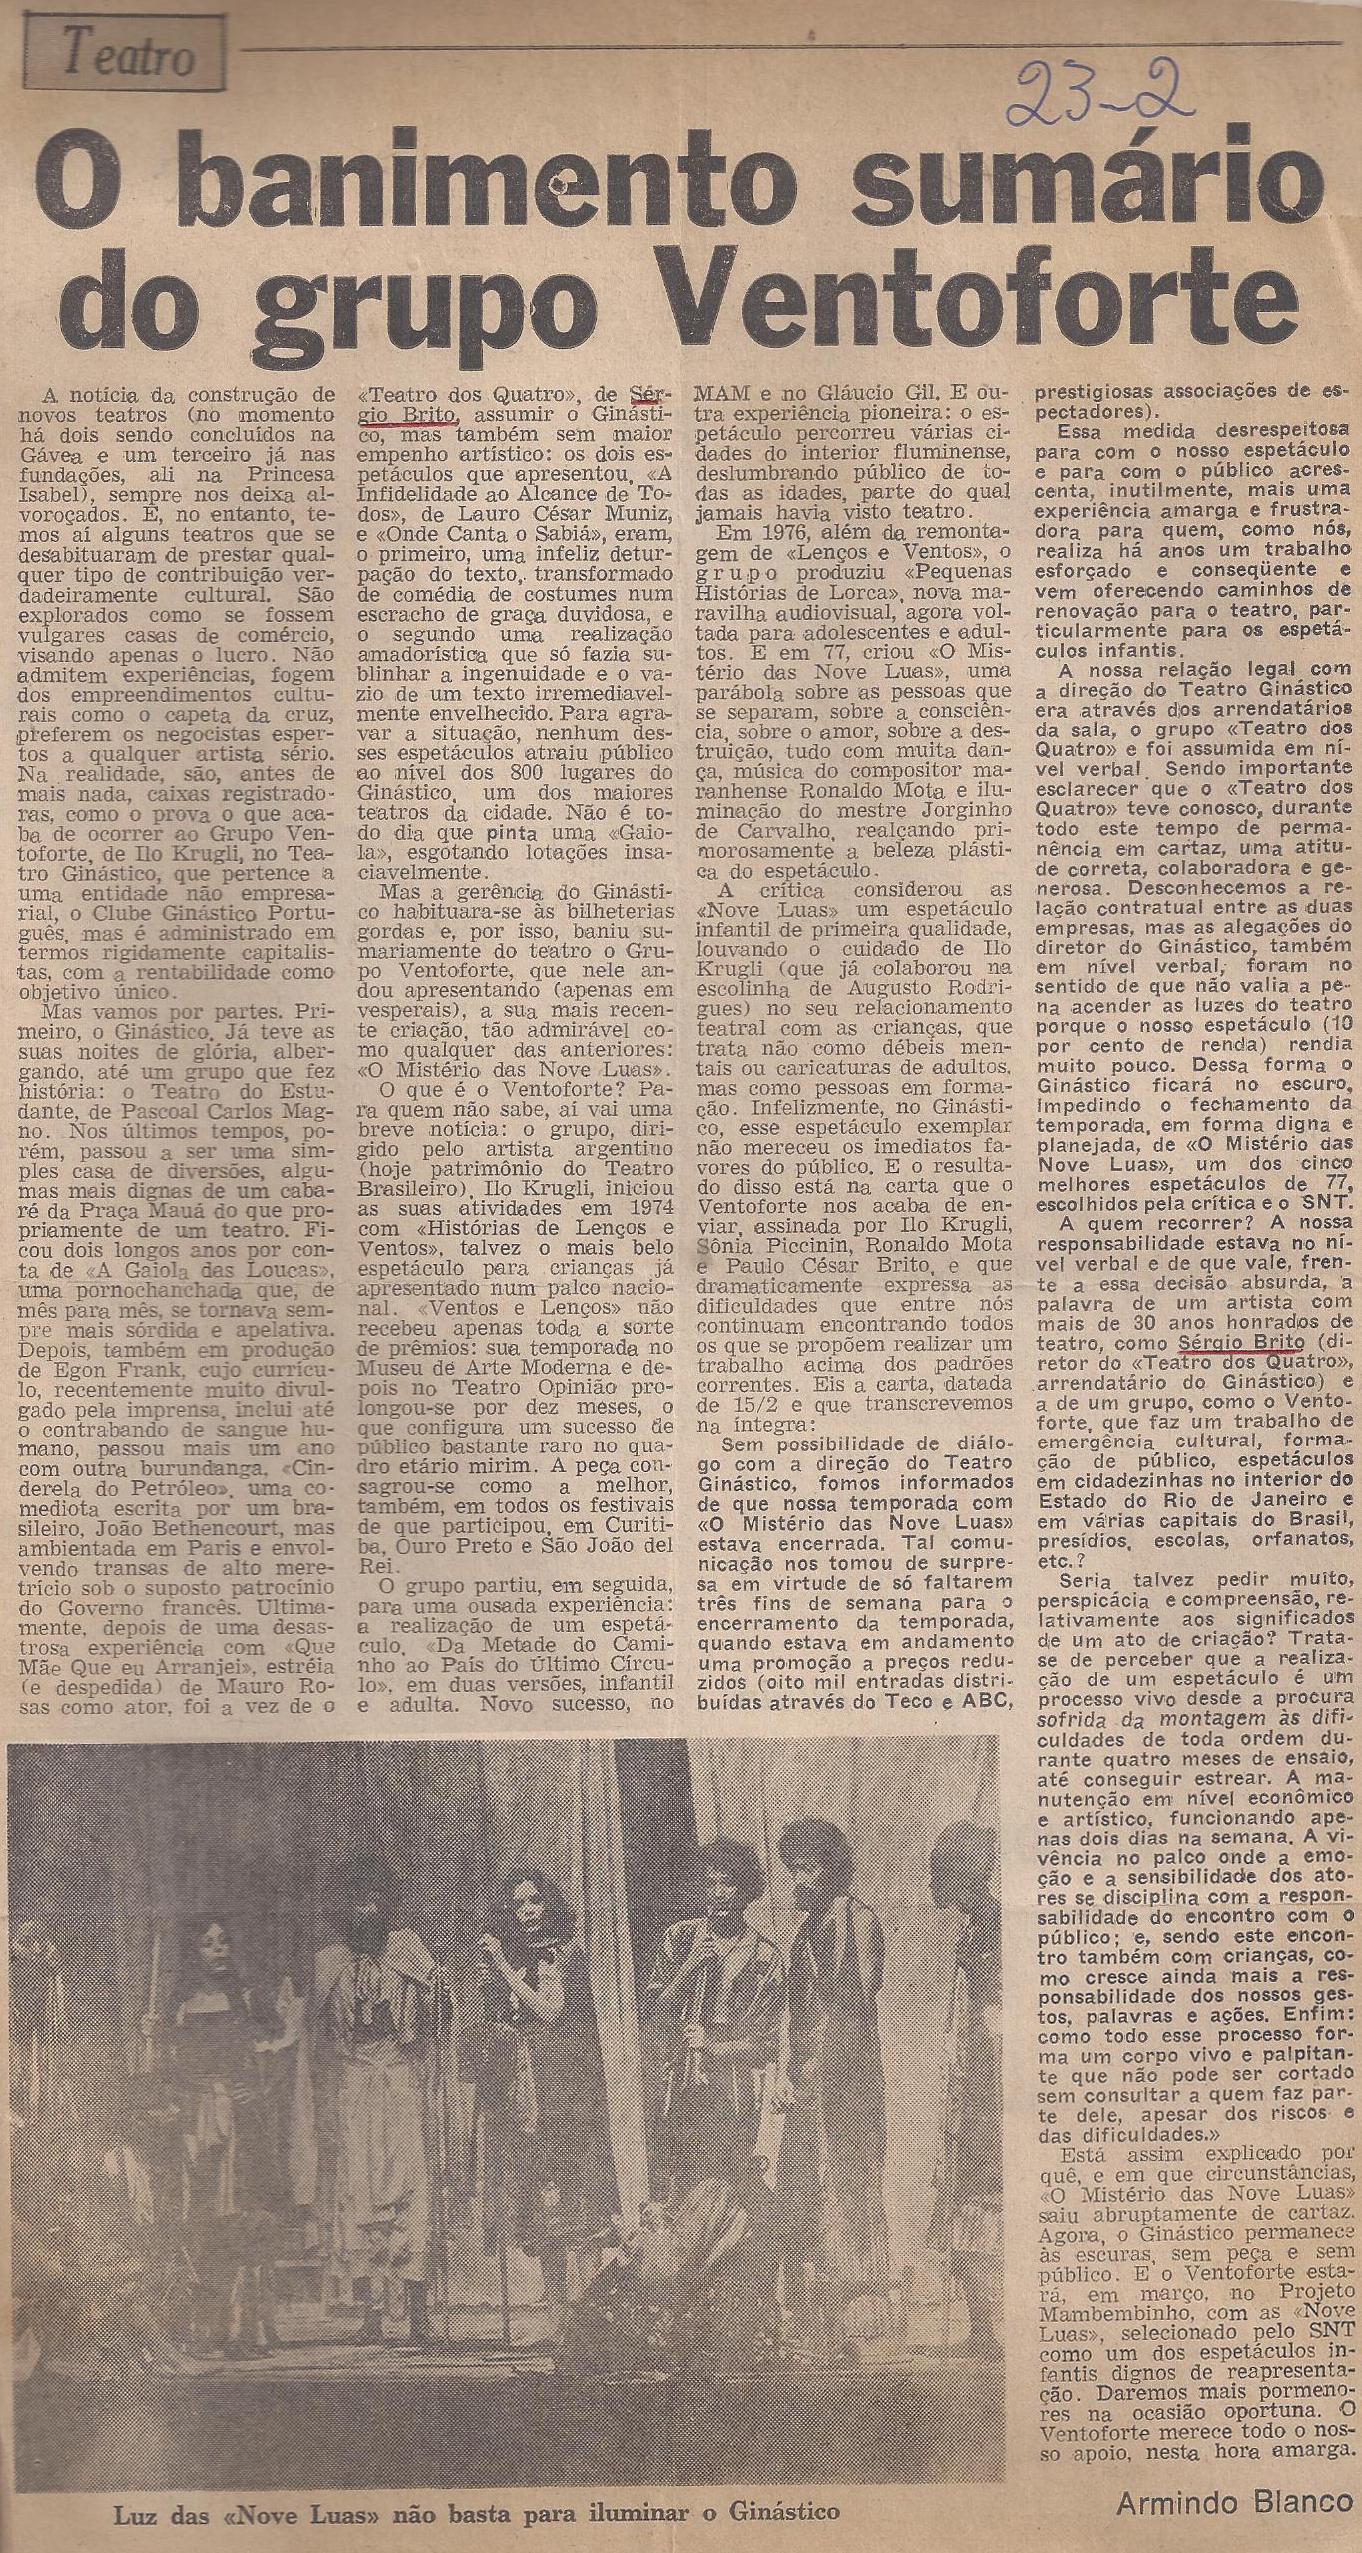 Teatro
23-2
O banimento sumário
do grupo Ventoforte
A notícia da construção de
novos teatros (no momento
há dois sendo concluídos na
Gávea e um terceiro já nas
fundações, ali na Princesa
Isabel), sempre nos deixa al-
voroçados. E, no entanto, te-
mos aí alguns teatros que se
desabituaram de prestar qual-
quer tipo de contribuição ver-
dadeiramente cultural. São
explorados como se fossem
vulgares casas de comércio,
visando apenas o lucro. Não
admitem experiências, fogem
dos empreendimentos cultu-
rais como o capeta da cruz,
preferem os negocistas esper-
tos a qualquer artista sério.
Na realidade, são, antes de
mais nada, caixas registrado-
ras, como o prova o que aca-
ba de ocorrer ao Grupo Ven-
toforte, de Ilo Krugli, no Tea-
tro Ginástico, que pertence a
uma entidade não empresa-
rial, o Clube Ginástico Portu-
guês, mas é administrado em
termos rigidamente capitalis-
tas, com a rentabilidade como
objetivo único.
Mas vamos por partes. Pri-
meiro, o Ginástico. Já teve as
suas noites de glória, alber-
gando, até um grupo que fez
história: o Teatro do Estu-
dante, de Pascoal Carlos Mag-
no. Nos últimos tempos, po-
rém, passou a ser uma sim-
ples casa de diversões, algu-
mas mais dignas de um caba-
ré da Praça Mauá do que pro-
priamente de um teatro. Fi-
cou dois longos anos por con-
ta de «A Gaiola das Loucas»,
uma pornochanchada que, de
mês para mês, se tornava sem-
pre mais sórdida e apelativa.
Depois, também em produção
de Egon Frank, cujo currícu-
lo, recentemente muito divul-
gado pela imprensa, inclui até
o contrabando de sangue hu-
mano, passou mais um ano
com outra burundanga, «Cin-
derela do Petróleo», uma co-
mediota escrita por um bra-
sileiro, João Bethencourt, mas
ambientada em Paris e envol-
vendo transas de alto mere-
trício sob o suposto patrocínio
do Governo francês. Ultima-
mente, depois de uma desas-
trosa experiência com «Que
Mãe Que eu Arranjei», estréia
(e despedida) de Mauro Ro-
sas como ator, foi a vez de o
«Teatro dos Quatro», de Sér-
gio Brito, assumir o Ginásti-
co, mas também sem maior
empenho artístico: os dois es-
petáculos que apresentou, «A
Infidelidade ao Alcance de To-
dos», de Lauro César Muniz,
e «Onde Canta o Sabiá», eram,
o primeiro, uma infeliz detur-
pação do texto, transformado
de comédia de costumes num
escracho de graça duvidosa, e
o segundo uma realização
amadorística que só fazia su-
blinhar a ingenuidade e o va-
zio de um texto irremediavel-
mente envelhecido. Para agra-
var a situação, nenhum des-
ses espetáculos atraiu público
ao nível dos 800 lugares do
Ginástico, um dos maiores
teatros da cidade. Não é to-
do dia que pinta uma «Gaio-
la», esgotando lotações insa-
ciavelmente.
Mas a gerência do Ginásti-
co habituara-se às bilheterias
gordas e, por isso, baniu su-
mariamente do teatro o Gru-
po Ventoforte, que nele an-
dou apresentando (apenas em
vesperais), a sua mais recen-
te criação, tão admirável co-
mo qualquer das anteriores:
«O Mistério das Nove Luas».
O que é o Ventoforte? Pa-
ra quem não sabe, aí vai uma
breve notícia: o grupo, diri-
gido pelo artista argentino
(hoje patrimônio do Teatro
Brasileiro), Ilo Krugli, iniciou
as suas atividades em 1974
com «Histórias de Lenços e
Ventos», talvez o mais belo
espetáculo para crianças já
apresentado num palco nacio-
nal. «Ventos e Lenços» não
recebeu apenas toda a sorte
de prêmios: sua temporada no
Museu de Arte Moderna e de-
pois no Teatro Opinião pro-
longou-se por dez meses, o
que configura um sucesso de
público bastante raro no qua-
dro etário mirim. A peça con-
sagrou-se como a melhor,
também, em todos os festivais
de que participou, em Curiti-
ba, Ouro Preto e São João del
Rei.
O grupo partiu, em seguida,
para uma ousada experiência:
a realização de um espetá-
culo, «Da Metade do Cami-
nho ao País do Último Círcu-
lo», em duas versões, infantil
e adulta. Novo sucesso, no
MAM e no Gláucio Gil. E ou-
tra experiência pioneira: o es-
petáculo percorreu várias ci-
dades do interior fluminense,
deslumbrando público de to-
das as idades, parte do qual
jamais havia visto teatro.
Em 1976, além da remonta-
gem de «Lenços e Ventos», o
grupo produziu «Pequenas
Histórias de Lorca», nova ma-
ravilha audiovisual, agora vol-
tada para adolescentes e adul-
tos. E em 77, criou «O Mis-
tério das Nove Luas», uma
parábola sobre as pessoas que
se separam, sobre a consciên-
cia, sobre o amor, sobre a des-
truição, tudo com muita dan-
ça, música do compositor ma-
ranhense Ronaldo Mota e ilu-
minação do mestre Jorginho
de Carvalho, realçando pri-
morosamente a beleza plásti-
ca do espetáculo.
A crítica considerou as
«Nove Luas» um espetáculo
infantil de primeira qualidade,
louvando o cuidado de Ilo
Krugli (que já colaborou na
escolinha de Augusto Rodri-
gues) no seu relacionamento
teatral com as crianças, que
trata não como débeis men-
tais ou caricaturas de adultos,
mas como pessoas em forma-
ção. Infelizmente, no Ginásti-
co, esse espetáculo exemplar
não mereceu os imediatos fa-
vores do público. E o resulta-
do disso está na carta que o
Ventoforte nos acaba de en-
viar, assinada por Ilo Krugli,
Sônia Piccinin, Ronaldo Mota
e Paulo César Brito, e que
dramaticamente expressa as
dificuldades que entre nós
continuam encontrando todos
os que se propõem realizar um
trabalho acima dos padrões
correntes. Eis a carta, datada
de 15/2 e que transcrevemos
na íntegra:
Sem possibilidade de diálo-
go com a direção do Teatro
Ginástico, fomos informados
de que nossa temporada com
«O Mistério das Nove Luas»
estava encerrada. Tal comu-
nicação nos tomou de surpre-
sa em virtude de só faltarem
três fins de semana para o
encerramento da temporada,
quando estava em andamento
uma promoção a preços redu-
zidos (oito mil entradas distri-
buídas através do Teco e ABC,
prestigiosas associações de es-
pectadores).
Essa medida desrespeitosa
para com o nosso espetáculo
e para com o público acres-
centa, inutilmente, mais uma
experiência amarga e frustra-
dora para quem, como nós,
realiza há anos um trabalho
esforçado e conseqüente e
vem oferecendo caminhos de
renovação para o teatro, par-
ticularmente para os espetá-
culos infantis.
A nossa relação legal com
a direção do Teatro Ginástico
era através dos arrendatários
da sala, o grupo «Teatro dos
Quatro» e foi assumida em ní-
vel verbal. Sendo importante
esclarecer que o «Teatro dos
Quatro» teve conosco, durante
todo este tempo de perma-
nência em cartaz, uma atitu-
de correta, colaboradora e ge-
nerosa. Desconhecemos a re-
lação contratual entre as duas
empresas, mas as alegações do
diretor do Ginástico, também
em nível verbal, foram no
sentido de que não valia a pe-
na acender as luzes do teatro
porque o nosso espetáculo (10
por cento de renda) rendia
muito pouco. Dessa forma o
Ginástico ficará no escuro,
impedindo o fechamento da
temporada, em forma digna e
planejada, de «O Mistério das
Nove Luas», um dos cinco
melhores espetáculos de 77,
escolhidos pela crítica e o SNT.
A quem recorrer? A nossa
responsabilidade estava no ní-
vel verbal e de que vale, fren-
te a essa decisão absurda, a
palavra de um artista com
mais de 30 anos honrados de
teatro, como Sérgio Brito (di-
retor do «Teatro dos Quatro»,
arrendatário do Ginástico) e
a de um grupo, como o Vento-
forte, que faz um trabalho de
emergência cultural, forma-
ção de público, espetáculos
em cidadezinhas no interior do
Estado do Rio de Janeiro e
em várias capitais do Brasil,
presídios, escolas, orfanatos,
etc.?
Seria talvez pedir muito,
perspicácia e compreensão, re-
lativamente aos significados
de um ato de criação? Trata-
se de perceber que a realiza-
ção de um espetáculo é um
processo vivo desde a procura
sofrida da montagem às difi-
culdades de toda ordem du-
rante quatro meses de ensaio,
até conseguir estrear. A ma-
nutenção em nível econômico
e artístico, funcionando ape-
nas dois dias na semana. A vi-
vência no palco onde a emo-
ção e a sensibilidade dos ato-
res se disciplina com a respon-
sabilidade do encontro com o
público; e, sendo este encon-
tro também com crianças, co-
mo cresce ainda mais a res-
ponsabilidade dos nossos ges-
tos, palavras e ações. Enfim:
como todo esse processo for-
ma um corpo vivo e palpitan-
te que não pode ser cortado
sem consultar a quem faz par-
te dele, apesar dos riscos e
das dificuldades.»
Está assim explicado por
quê, e em que circunstâncias,
«O Mistério das Nove Luas»
saiu abruptamente de cartaz.
Agora, o Ginástico permanece
às escuras, sem peça e sem
público. E o Ventoforte esta-
rá, em março, no Projeto
Mambembinho, com as «Nove
Luas», selecionado pelo SNT
como um dos espetáculos in-
fantis dignos de reapresenta-
ção. Daremos mais pormeno-
res na ocasião oportuna. O
Ventoforte merece todo o nos-
so apoio, nesta hora amarga.
Armindo Blanco
Luz das «Nove Luas» não basta para iluminar o Ginástico